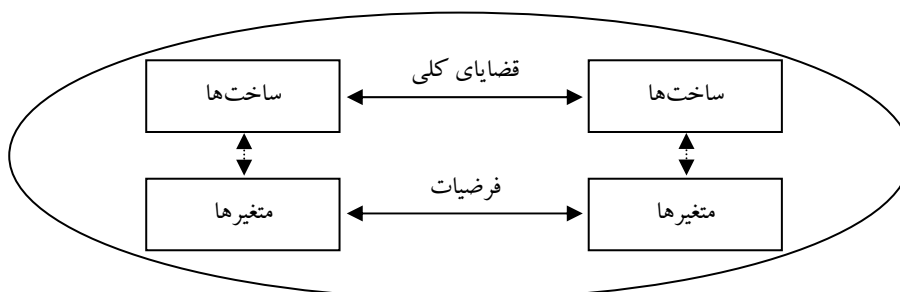 قضایای کلی
ساخت‌ها
ساخت‌ها
فرضیات
متغیرها
متغیرها